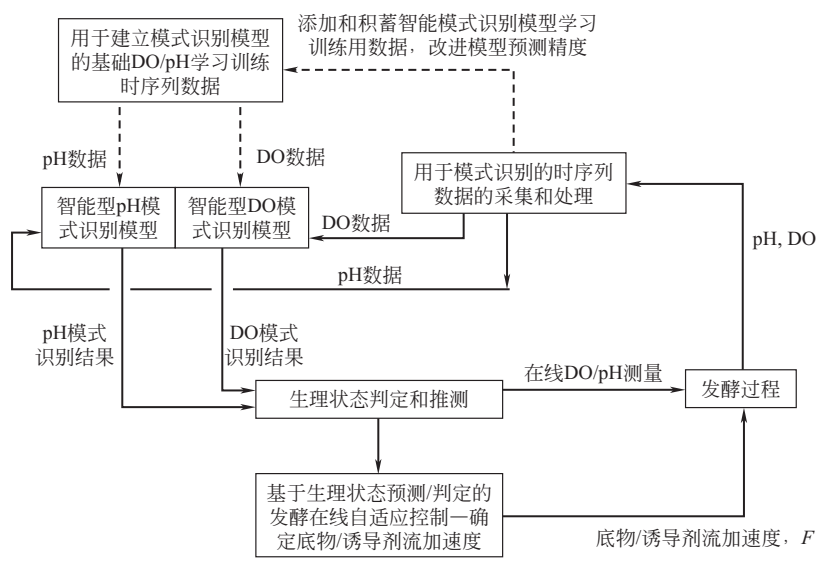 添加和积蓄智能模式识别模型学习
训练用数据，改进模型预测精度
用于建立模式识别模型
的基础DO/pH学习训练
时序列数据
pH数据
DO数据
用于模式识别的时序列
数据的采集和处理
智能型pH模
式识别模型
智能型DO模
式识别模型
DO数据
pH, DO
pH数据
pH模式
识别结果
DO模式
识别结果
在线DO/pH测量
生理状态判定和推测
发酵过程
基于生理状态预测/判定的
发酵在线自适应控制—确
定底物/诱导剂流加速度
底物/诱导剂流加速度，F